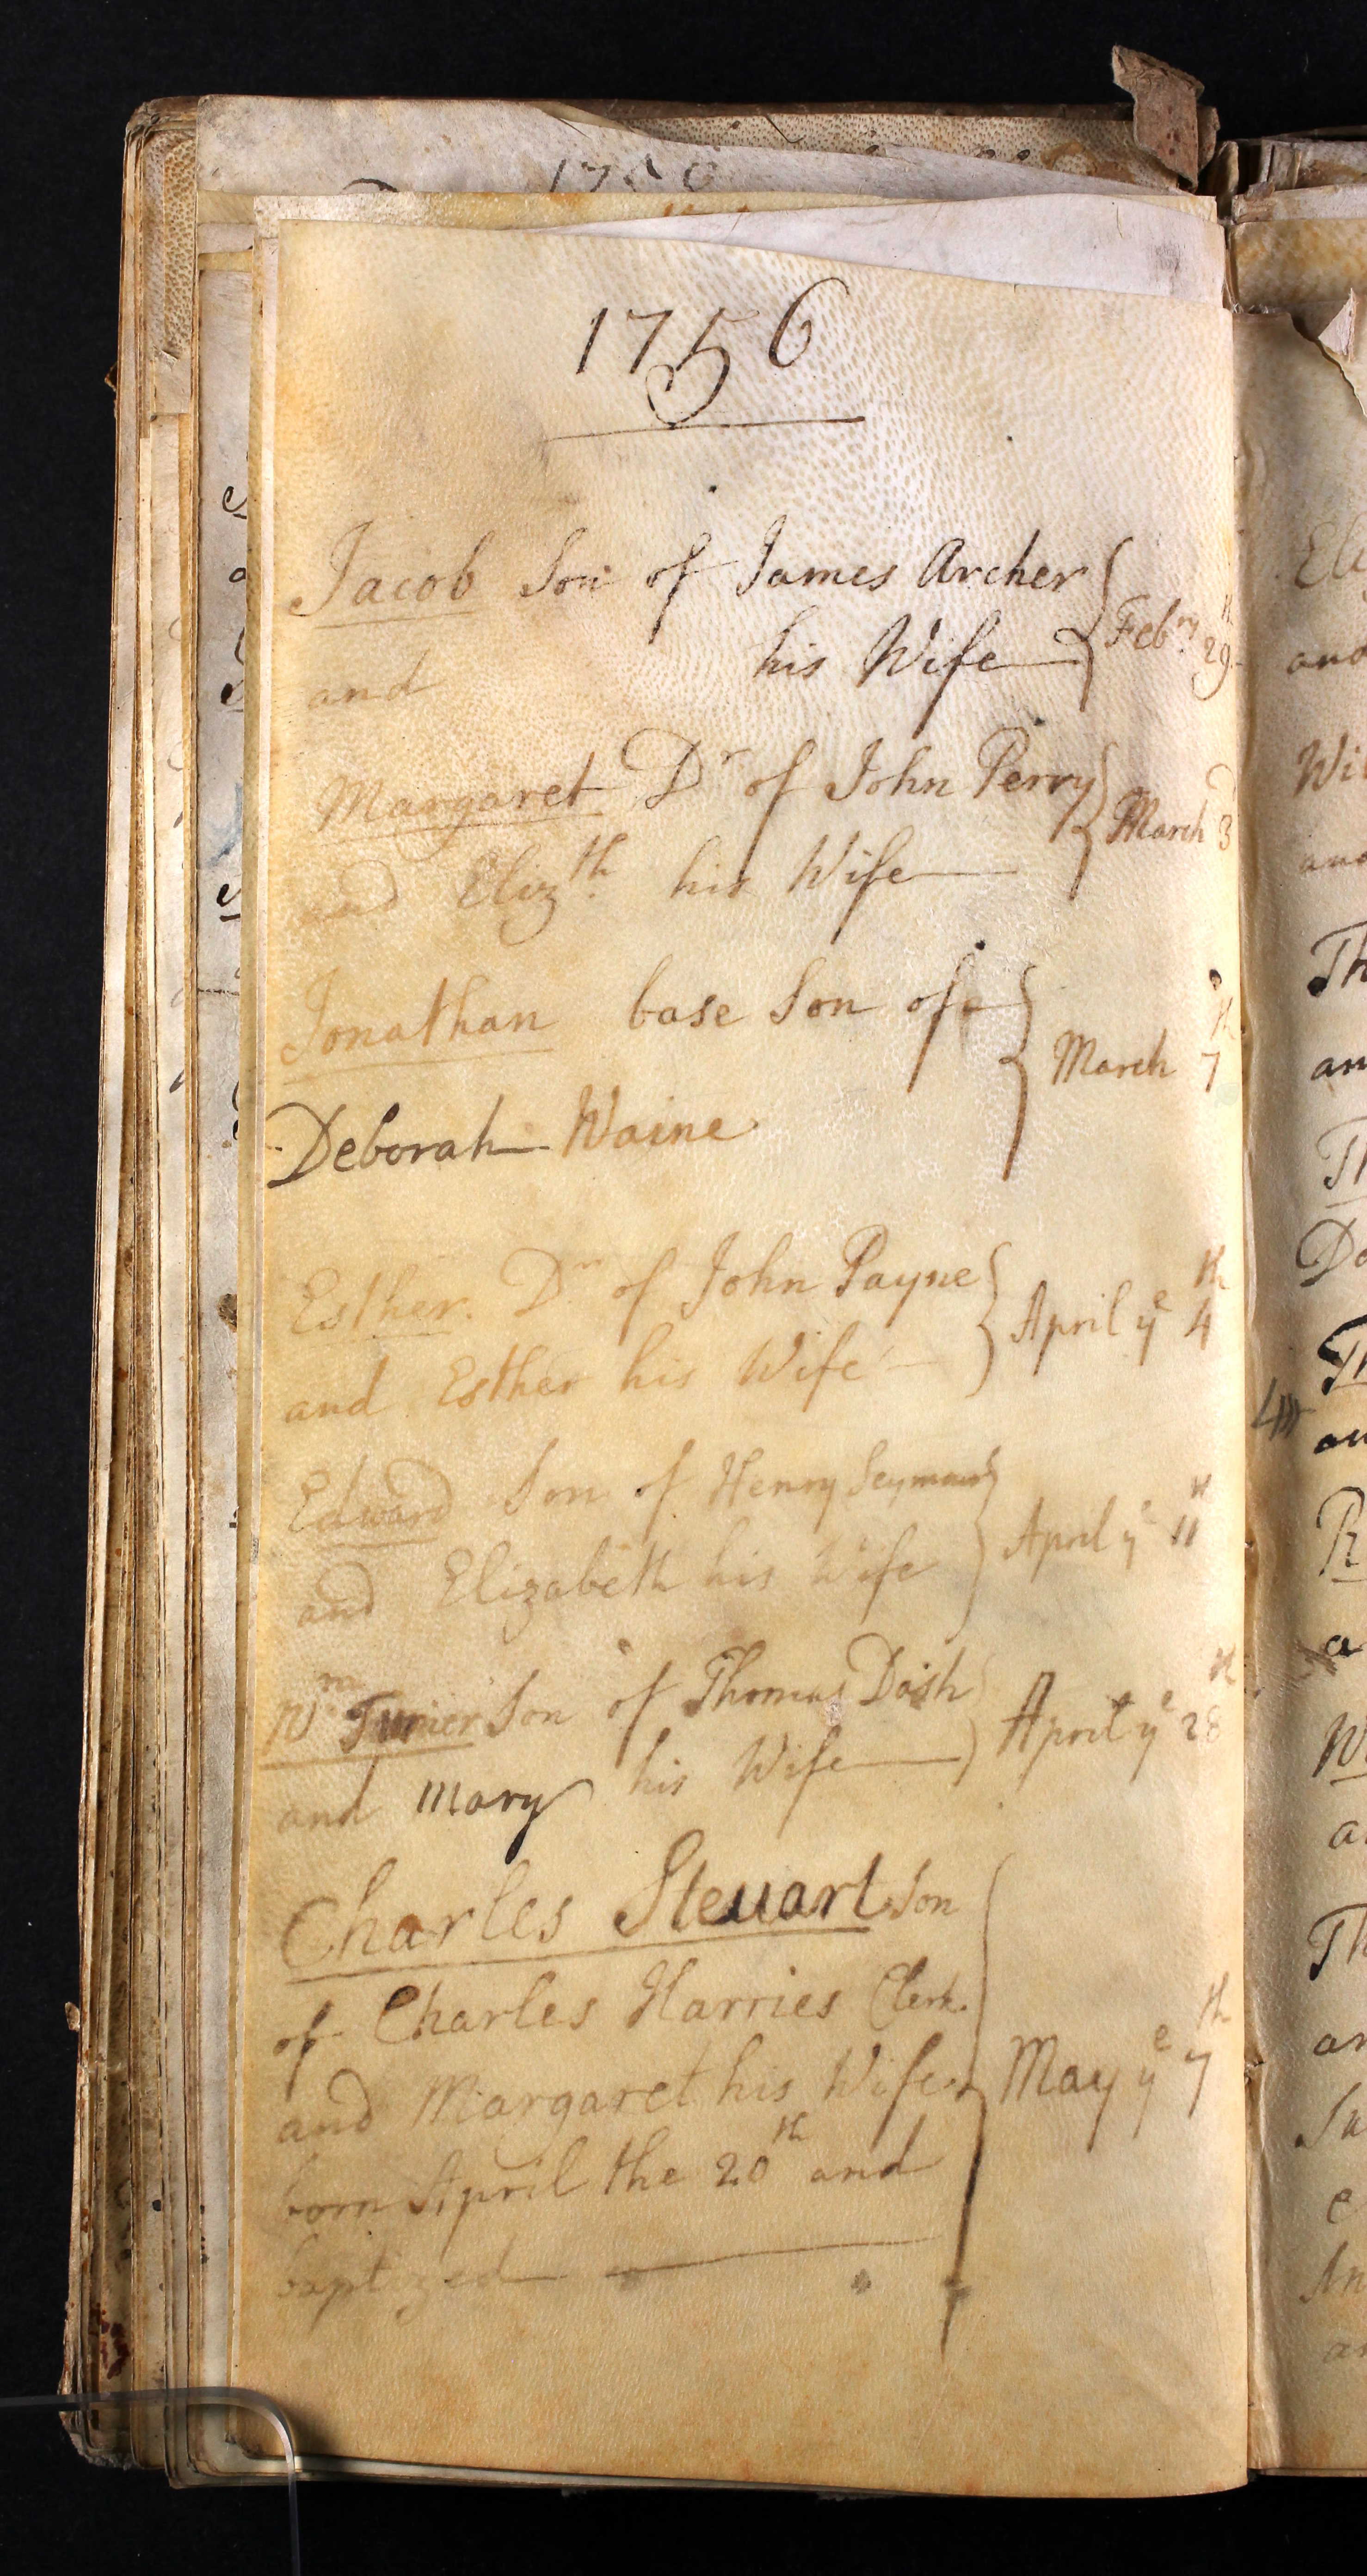 1756
Jacob Son of James Archer
and his Wife Febry. 29th
Margaret Dr of John Perry
and Elizth. his Wife March 3d
Jonathan base Son of
March 7th
Deborah Waine
Esther Dr of John Payne
and Esther his Wife April ye 4th
Edward Son of Henry Seymour
and Elizabeth his Wife April ye 11th
Wm Turner Son of Thomas Dash
and Mary his Wife April ye 28th
Charles Steuart Son
of Charles Harries Clerk.
and Margaret his Wife May ye 7th
born April the 20th and
baptized